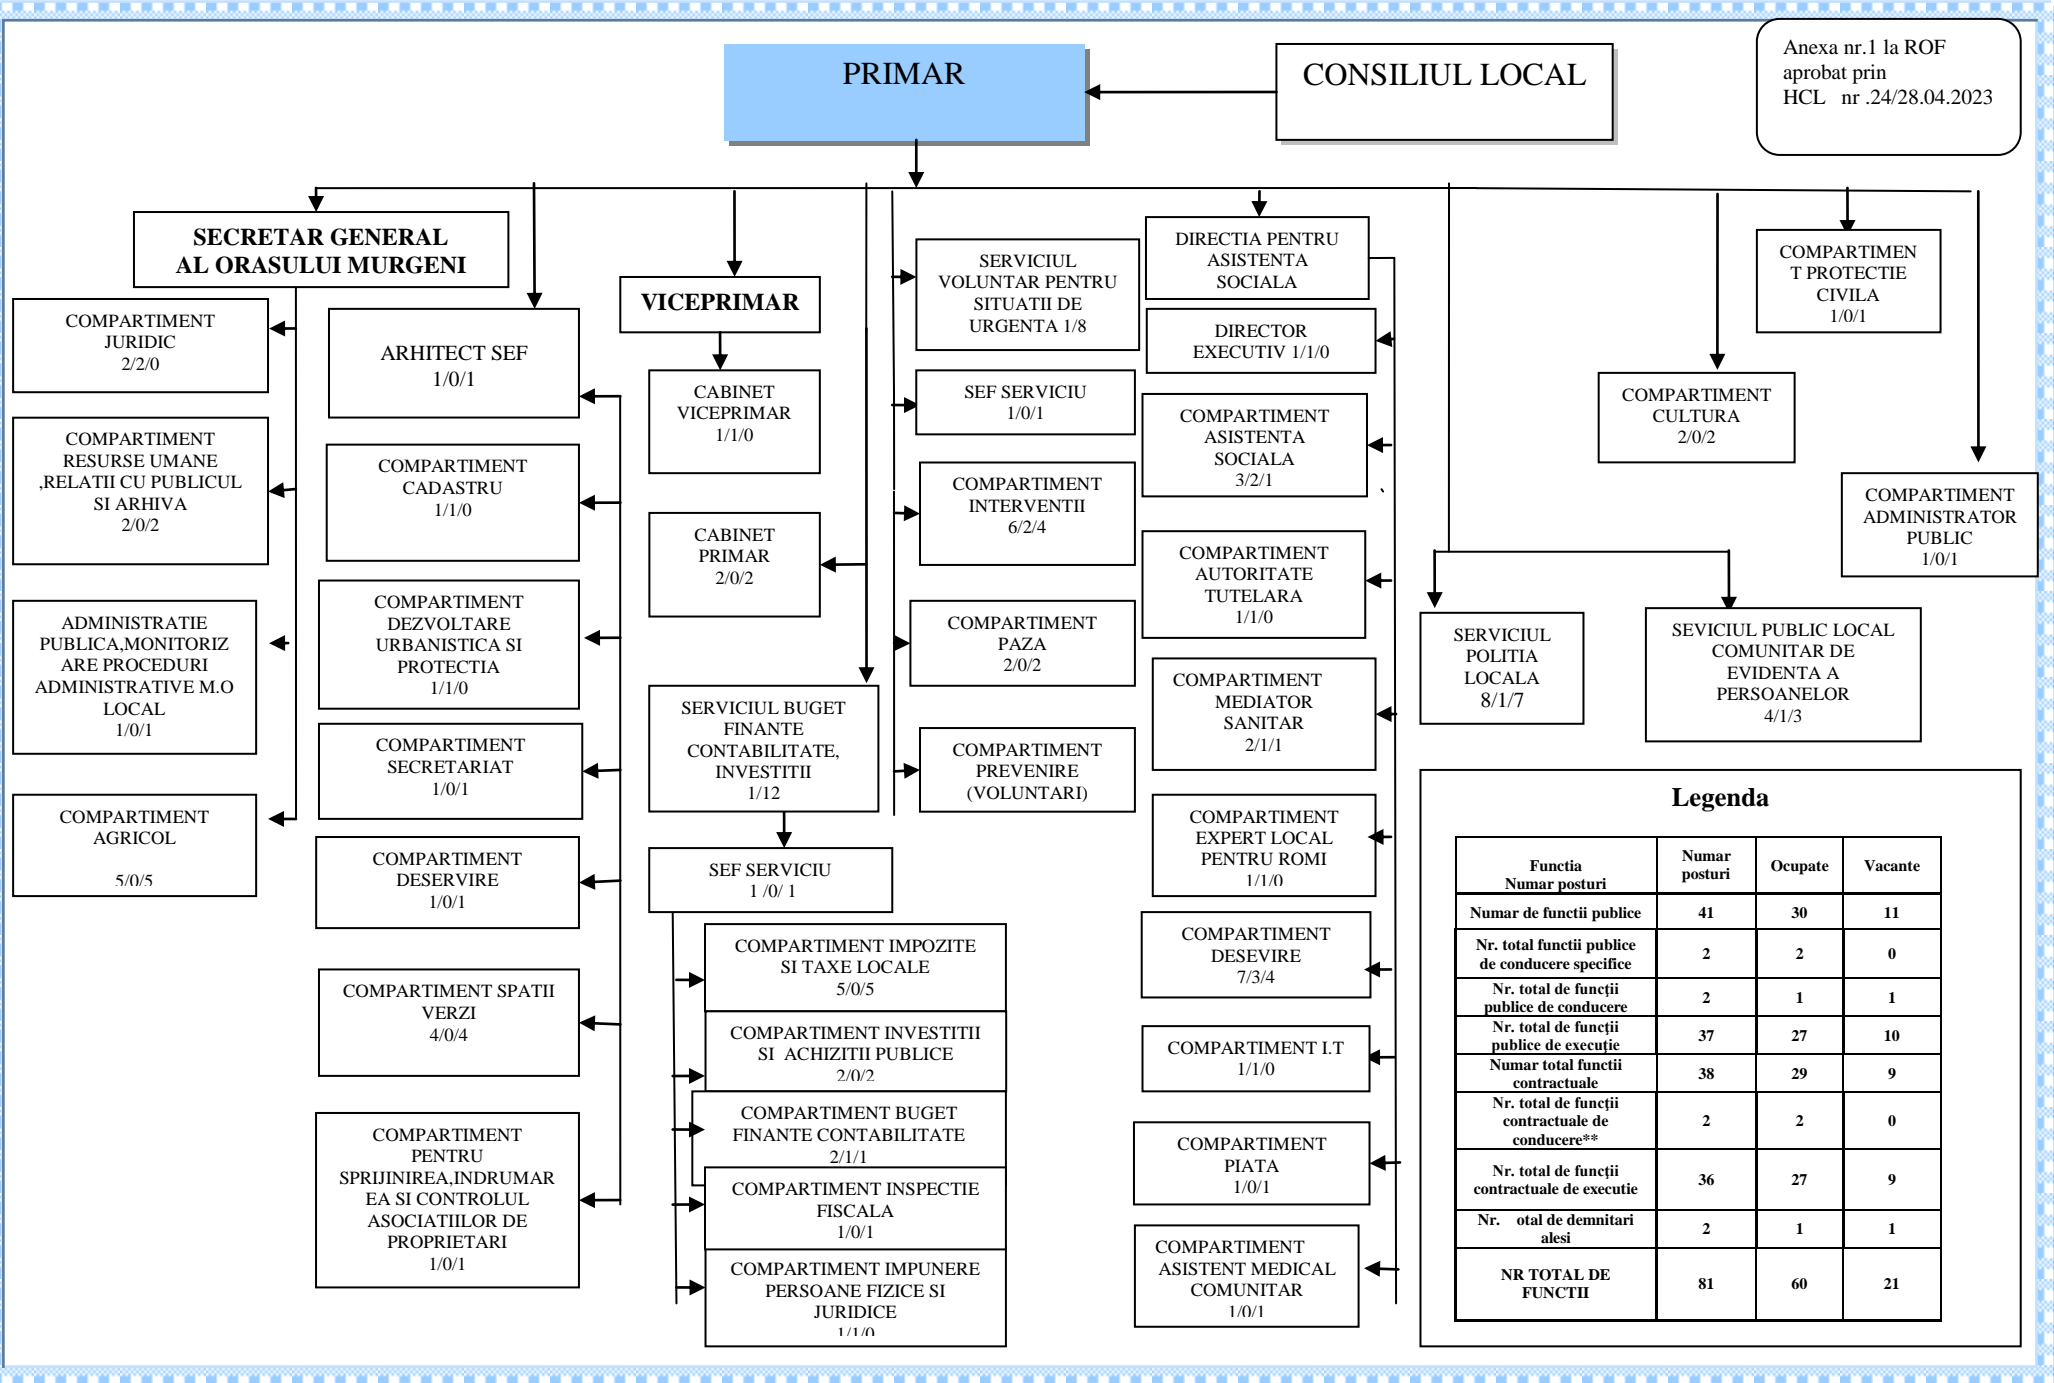 PRIMAR
CONSILIUL LOCAL
Anexa nr.1 la ROF
aprobat prin
HCL nr .24/28.04.2023
SECRETAR GENERAL
AL ORASULUI MURGENI
COMPARTIMENT
JURIDIC
2/2/0
COMPARTIMENT
RESURSE UMANE
,RELATII CU PUBLICUL
SI ARHIVA
2/0/2
ADMINISTRATIE
PUBLICA,MONITORIZ
ARE PROCEDURI
ADMINISTRATIVE M.O
LOCAL
1/0/1
COMPARTIMENT
AGRICOL
5/0/5
ARHITECT SEF
1/0/1
COMPARTIMENT
CADASTRU
1/1/0
COMPARTIMENT
DEZVOLTARE
URBANISTICA SI
PROTECTIA
1/1/0
COMPARTIMENT
SECRETARIAT
1/0/1
COMPARTIMENT
DESERVIRE
1/0/1
COMPARTIMENT SPATII
VERZI
4/0/4
COMPARTIMENT
PENTRU
SPRIJINIREA,INDRUMAR
EA SI CONTROLUL
ASOCIATIILOR DE
PROPRIETARI
1/0/1
VICEPRIMAR
CABINET
VICEPRIMAR
1/1/0
CABINET
PRIMAR
2/0/2
SERVICIUL BUGET
FINANTE
CONTABILITATE,
INVESTITII
1/12
SEF SERVICIU
1 /0/ 1
COMPARTIMENT IMPOZITE
SI TAXE LOCALE
5/0/5
COMPARTIMENT INVESTITII
SI ACHIZITII PUBLICE
2/0/2
COMPARTIMENT BUGET
FINANTE CONTABILITATE
2/1/1
COMPARTIMENT INSPECTIE
FISCALA
1/0/1
COMPARTIMENT IMPUNERE
PERSOANE FIZICE SI
JURIDICE
1/1/0
SERVICIUL
VOLUNTAR PENTRU
SITUATII DE
URGENTA 1/8
SEF SERVICIU
1/0/1
COMPARTIMENT
INTERVENTII
6/2/4
COMPARTIMENT
PAZA
2/0/2
COMPARTIMENT
PREVENIRE
(VOLUNTARI)
DIRECTIA PENTRU
ASISTENTA
SOCIALA
DIRECTOR
EXECUTIV 1/1/0
COMPARTIMENT
ASISTENTA
SOCIALA
3/2/1
COMPARTIMENT
AUTORITATE
TUTELARA
1/1/0
COMPARTIMENT
MEDIATOR
SANITAR
2/1/1
COMPARTIMENT
EXPERT LOCAL
PENTRU ROMI
1/1/0
COMPARTIMENT
DESEVIRE
7/3/4
COMPARTIMENT I.T
1/1/0
COMPARTIMENT
PIATA
1/0/1
COMPARTIMENT
ASISTENT MEDICAL
COMUNITAR
1/0/1
SERVICIUL
POLITIA
LOCALA
8/1/7
SEVICIUL PUBLIC LOCAL
COMUNITAR DE
EVIDENTA A
PERSOANELOR
4/1/3
COMPARTIMENT
CULTURA
2/0/2
COMPARTIMEN
T PROTECTIE
CIVILA
1/0/1
COMPARTIMENT
ADMINISTRATOR
PUBLIC
1/0/1
Legenda
Functia
Numar posturi
Numar
posturi
Ocupate
Vacante
Numar de functii publice 41 30 11
Nr. total functii publice
de conducere specifice 2 2 0
Nr. total de funcţii
publice de conducere 2 1 1
Nr. total de funcţii
publice de execuţie 37 27 10
Numar total functii
contractuale 38 29 9
Nr. total de funcţii
contractuale de
conducere** 2 2 0
Nr. total de funcţii
contractuale de executie 36 27 9
Nr. otal de demnitari
alesi 2 1 1
NR TOTAL DE
FUNCTII 81 60 21